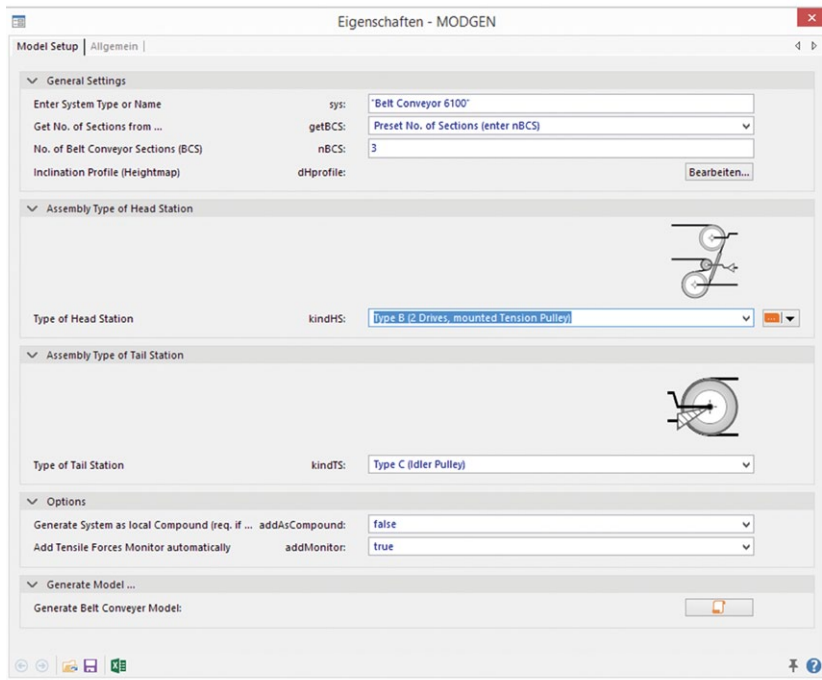 Eigenschaften - MODGEN
Model Setup Allgemein
General Settings
Enter System Type or Name sys: "Belt Conveyor 6100"
Get No. of Sections from ... getBCS: Preset No. of Sections (enter nBCS)
No. of Belt Conveyor Sections (BCS) nBCS: 3
Inclination Profile (Heightmap) dHprofile: Bearbeiten...
Assembly Type of Head Station
Type of Head Station kindHS: Type B (2 Drives, mounted Tension Pulley)
Assembly Type of Tail Station
Type of Tail Station kindTS: Type C (Idler Pulley)
Options
Generate System as local Compound (req. if ... addAsCompound: false
Add Tensile Forces Monitor automatically addMonitor: true
Generate Model ...
Generate Belt Conveyer Model: